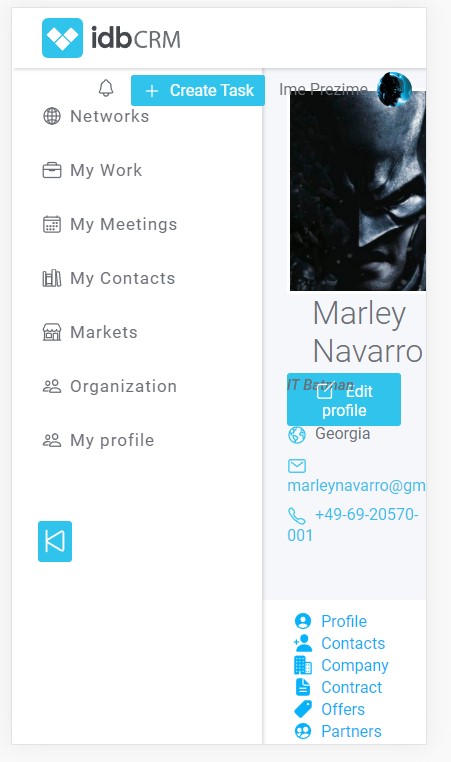 idbCRM
Create Task
Ime Prezime
Networks
My Work
My Meetings
My Contacts
Markets
Organization
My profile
Marley
Navarro
IT Batman
Edit
profile
Georgia
marleynavarro@gm
+49-69-20570-
001
Profile
Contacts
Company
Contract
Offers
Partners